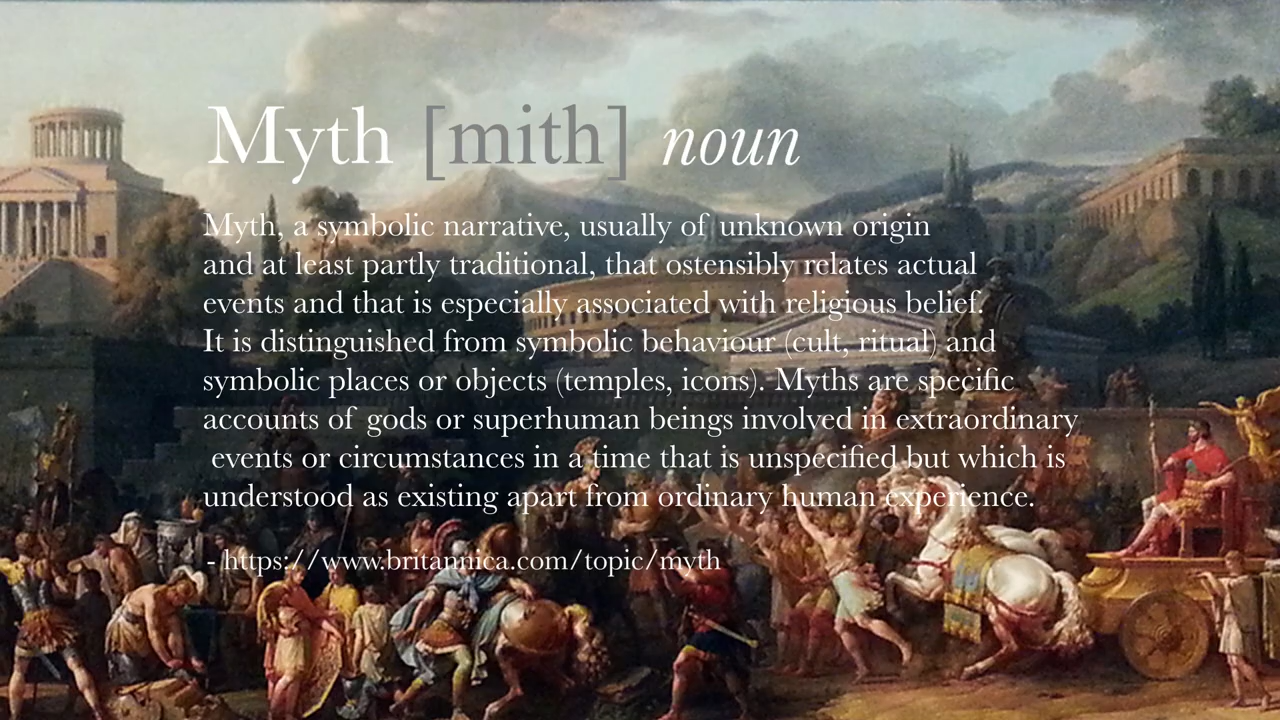 Myth [mith] noun
Myth, a symbolic narrative, usually of unknown origin
and at least partly traditional, that ostensibly relates actual
events and that is especially associated with religious belief.
It is distinguished from symbolic behaviour (cult, ritual) and
symbolic places or objects (temples, icons). Myths are specific
accounts of gods or superhuman beings involved in extraordinary
events or circumstances in a time that is unspecified but which is
understood as existing apart from ordinary human experience.
- https://www.britannica.com/topic/myth